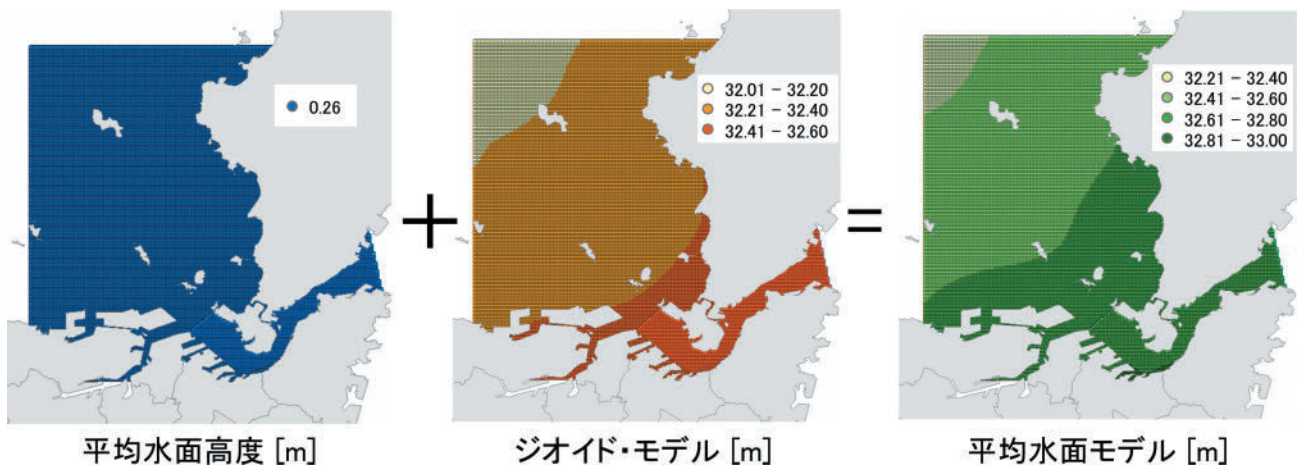 0.26
+
32.01 - 32.20
32.21 - 32.40
32.41 - 32.60
=
32.21 - 32.40
32.41 - 32.60
32.61 - 32.80
32.81 - 33.00
平均水面高度 [m]
ジオイド・モデル [m]
平均水面モデル [m]